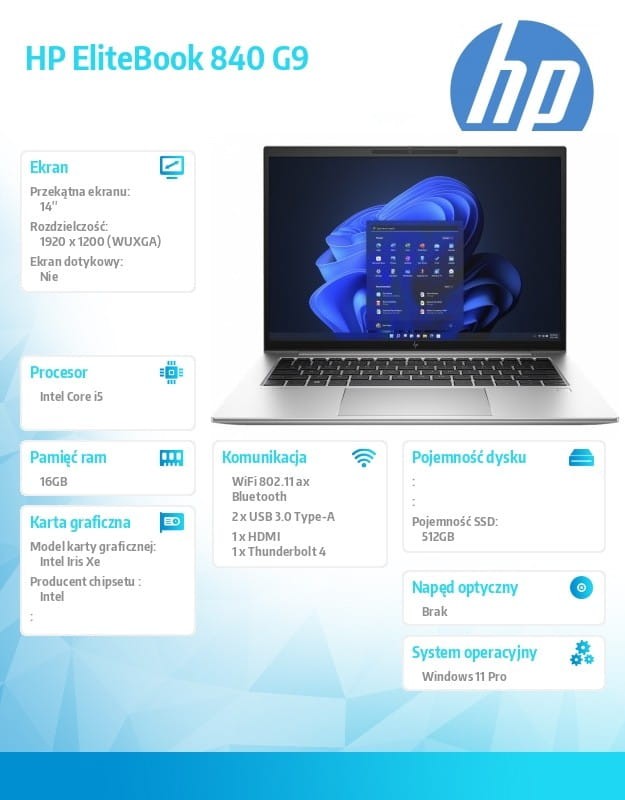 HP EliteBook 840 G9
hp
Ekran
Przekątna ekranu:
14"
Rozdzielczość:
1920 x 1200 (WUXGA)
Ekran dotykowy:
Nie
Procesor
Intel Core i5
Pamięć ram
16GB
Karta graficzna
Model karty graficznej:
Intel Iris Xe
Producent chipsetu :
Intel
:
Komunikacja
WiFi 802.11 ax
Bluetooth
2 x USB 3.0 Type-A
1 x HDMI
1 x Thunderbolt 4
Pojemność dysku
:
:
Pojemność SSD:
512GB
Napęd optyczny
Brak
System operacyjny
Windows 11 Pro